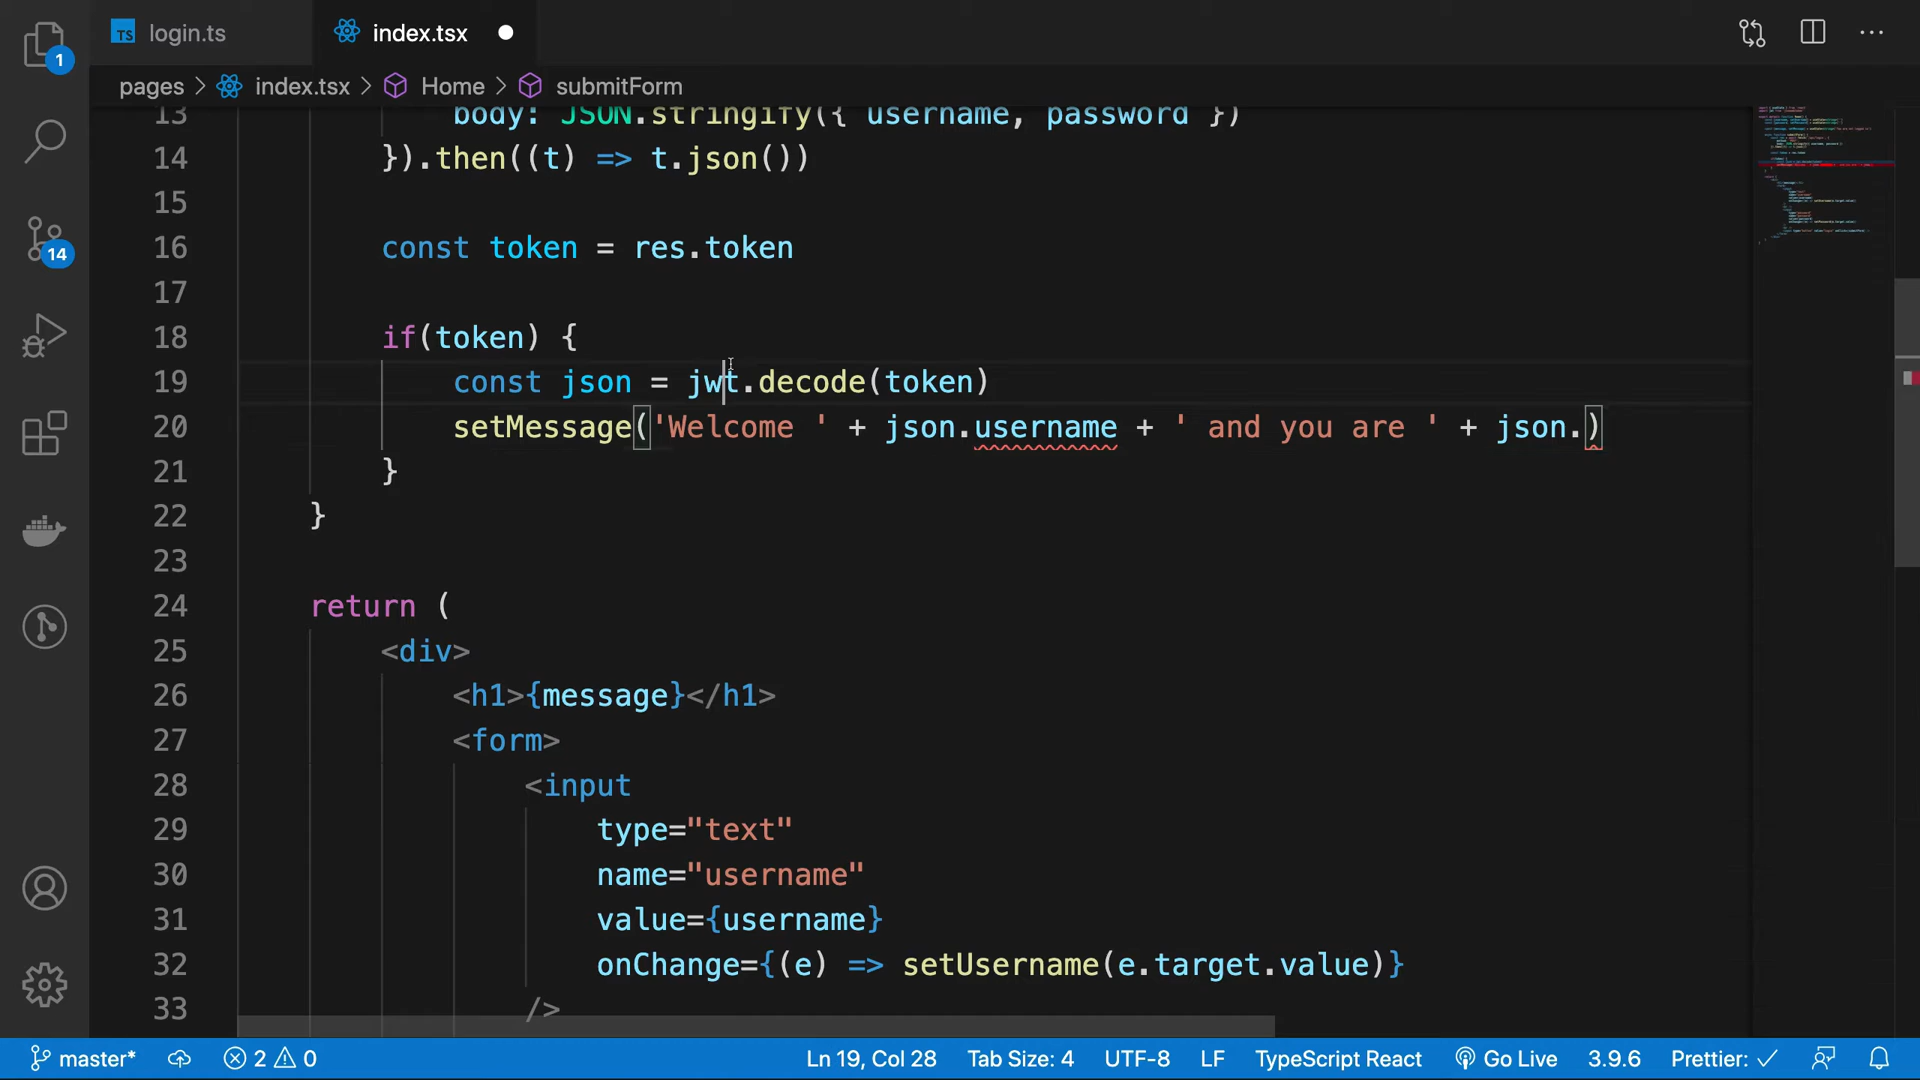 TS login.ts
index.tsx
pages > index.tsx > Home > submitForm
1
14
13 body: JSON.stringify({ username, password })
14 }).then((t) => t.json())
15
16 const token = res.token
17
18 if(token) {
19 const json = jwt.decode(token)
20 setMessage('Welcome ' + json.username + ' and you are ' + json.)
21 }
22 }
23
24 return (
25 <div>
26 <h1>{message}</h1>
27 <form>
28 <input
29 type="text"
30 name="username"
31 value={username}
32 onChange={(e) => setUsername(e.target.value)}
33 />
master* 2 0 Ln 19, Col 28 Tab Size: 4 UTF-8 LF TypeScript React Go Live 3.9.6 Prettier: ✓